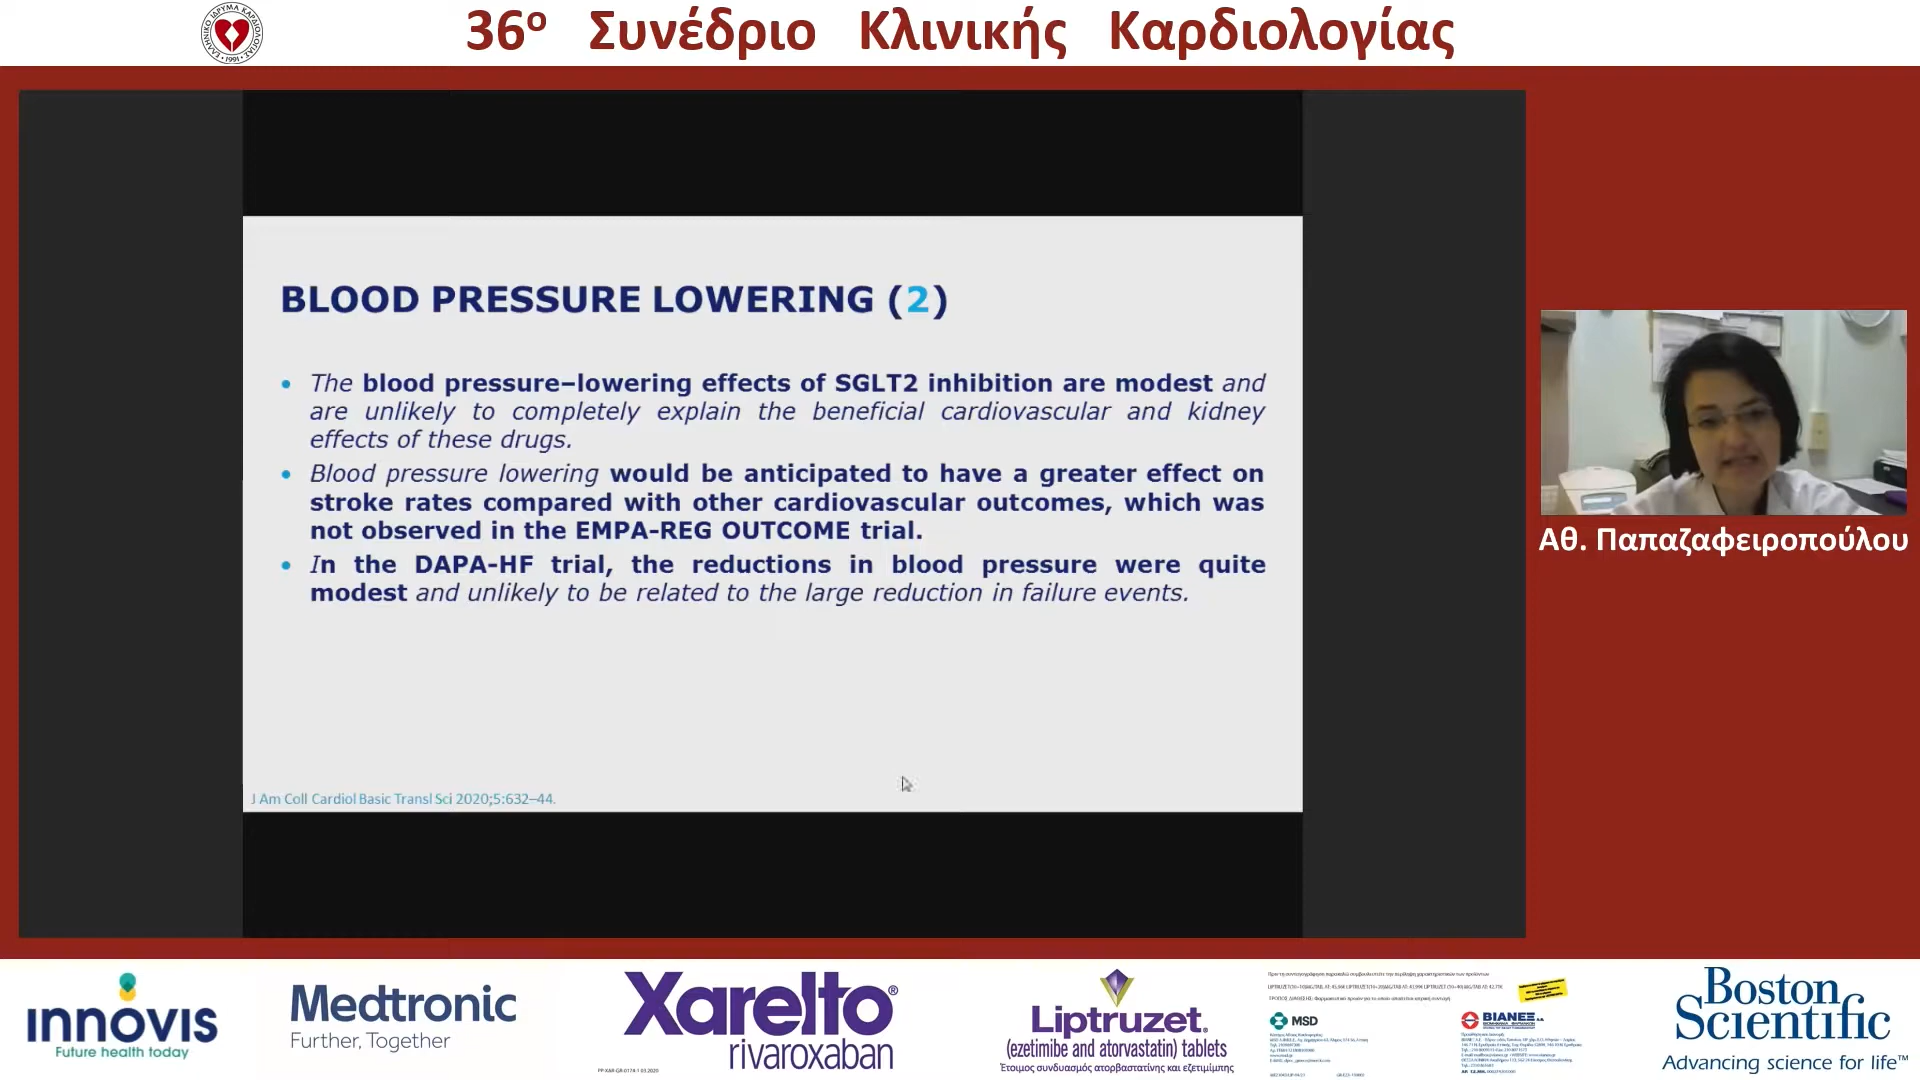 36ο Συνέδριο Κλινικής Καρδιολογίας
BLOOD PRESSURE LOWERING (2)
• The blood pressure–lowering effects of SGLT2 inhibition are modest and
are unlikely to completely explain the beneficial cardiovascular and kidney
effects of these drugs.
• Blood pressure lowering would be anticipated to have a greater effect on
stroke rates compared with other cardiovascular outcomes, which was
not observed in the EMPA-REG OUTCOME trial.
• In the DAPA-HF trial, the reductions in blood pressure were quite
modest and unlikely to be related to the large reduction in failure events.
J Am Coll Cardiol Basic Transl Sci 2020;5:632–44.
Αθ. Παπαζαφειροπούλου
ιnnovιs
Future health today
Medtronic
Further, Together
Xarelto®
rivaroxaban
Liptruzet®
(ezetimibe and atorvastatin) tablets
Έτοιμος συνδυασμός ατορβαστατίνης και εζετιμίμπης
MSD
ΒΙΑΝΕΞ Α.Ε.
Boston
Scientific
Advancing science for life™